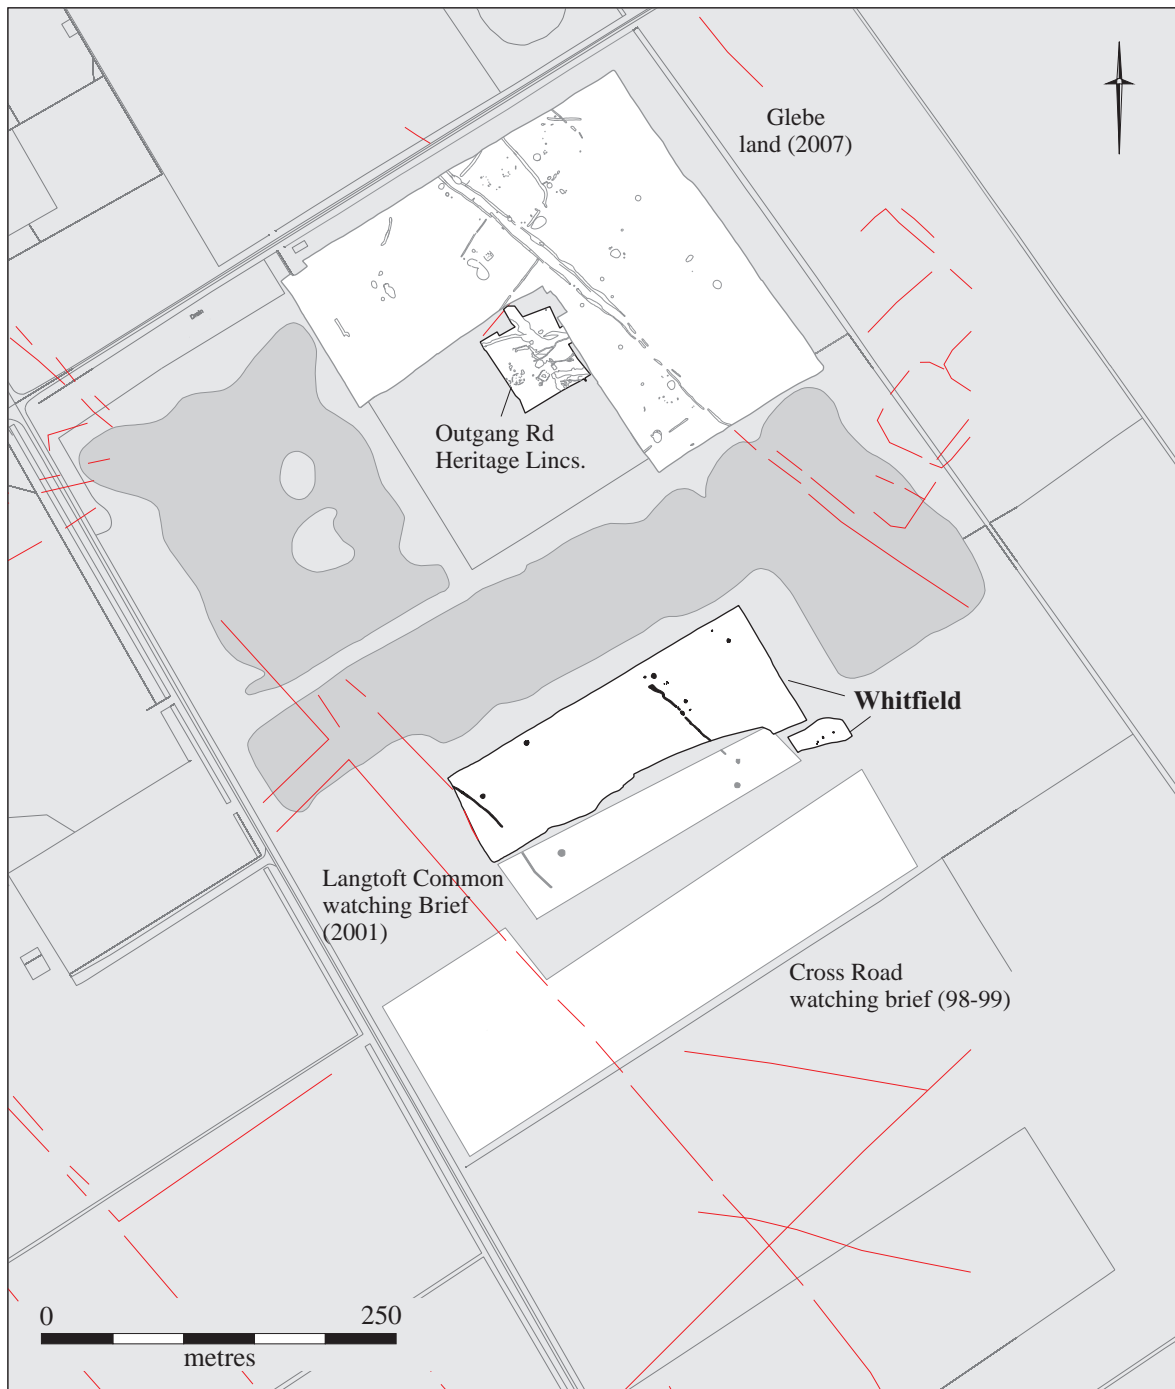 Glebe
land (2007)
Drain
Outgang Rd
Heritage Lincs.
Whitfield
Langtoft Common
watching Brief
(2001)
Cross Road
watching brief (98-99)
0 250
metres